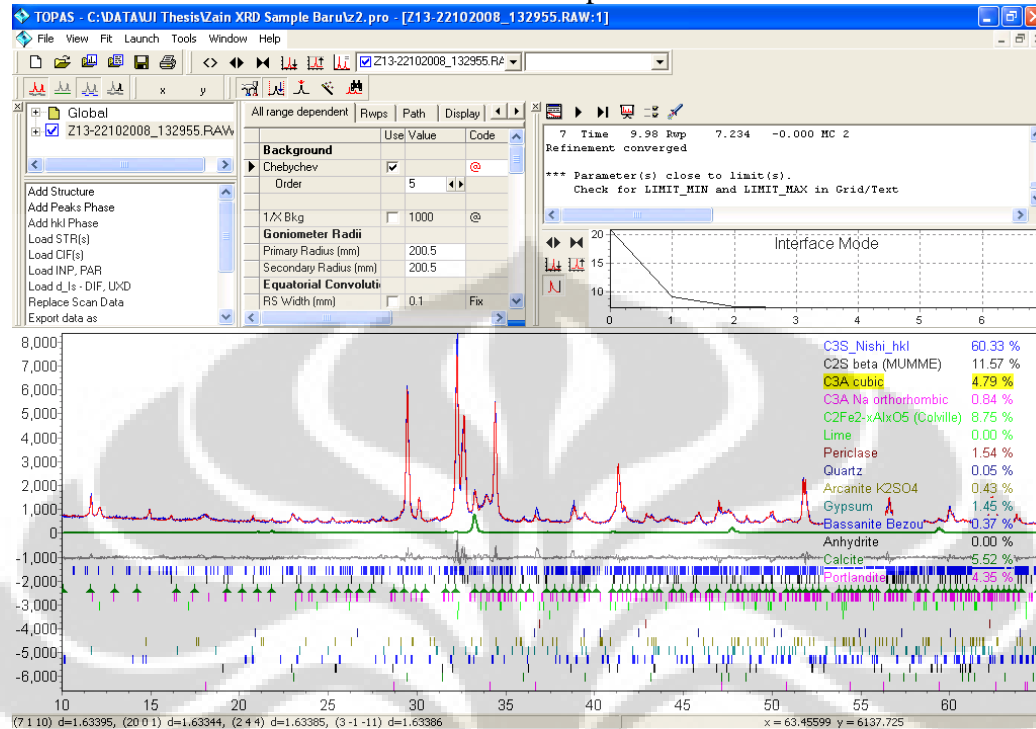 TOPAS - C:\DATA\UI Thesis\Zain XRD Sample Baru\z2.pro - [Z13-22102008_132955.RAW:1]
File View Fit Launch Tools Window Help
Z13-22102008_132955.RA
x y
Global
Z13-22102008_132955.RAW
Add Structure
Add Peaks Phase
Add hkl Phase
Load STR(s)
Load CIF(s)
Load INP, PAR
Load d_Is - DIF, UXD
Replace Scan Data
Export data as
All range dependent Rwps Path Display
Use Value Code
Background
Chebychev @
Order 5
1/X Bkg 1000 @
Goniometer Radii
Primary Radius (mm) 200.5
Secondary Radius (mm) 200.5
Equatorial Convoluti
RS Width (mm) 0.1 Fix
7 Time 9.98 Rwp 7.234 -0.000 MC 2
Refinement converged
*** Parameter(s) close to limit(s).
Check for LIMIT_MIN and LIMIT_MAX in Grid/Text
Interface Mode
20
15
10
0 1 2 3 4 5 6
8,000
7,000
6,000
5,000
4,000
3,000
2,000
1,000
0
-1,000
-2,000
-3,000
-4,000
-5,000
-6,000
C3S_Nishi_hkl 60.33 %
C2S beta (MUMME) 11.57 %
C3A cubic 4.79 %
C3A Na orthorhombic 0.84 %
C2Fe2-xAlxO5 (Colville) 8.75 %
Lime 0.00 %
Periclase 1.54 %
Quartz 0.05 %
Arcanite K2SO4 0.43 %
Gypsum 1.45 %
Bassanite Bezou 0.37 %
Anhydrite 0.00 %
Calcite 5.52 %
Portlandite 4.35 %
10 15 20 25 30 35 40 45 50 55 60
(7 1 10) d=1.63395, (20 0 1) d=1.63344, (2 4 4) d=1.63385, (3 -1 -11) d=1.63386
x = 63.45599 y = 6137.725